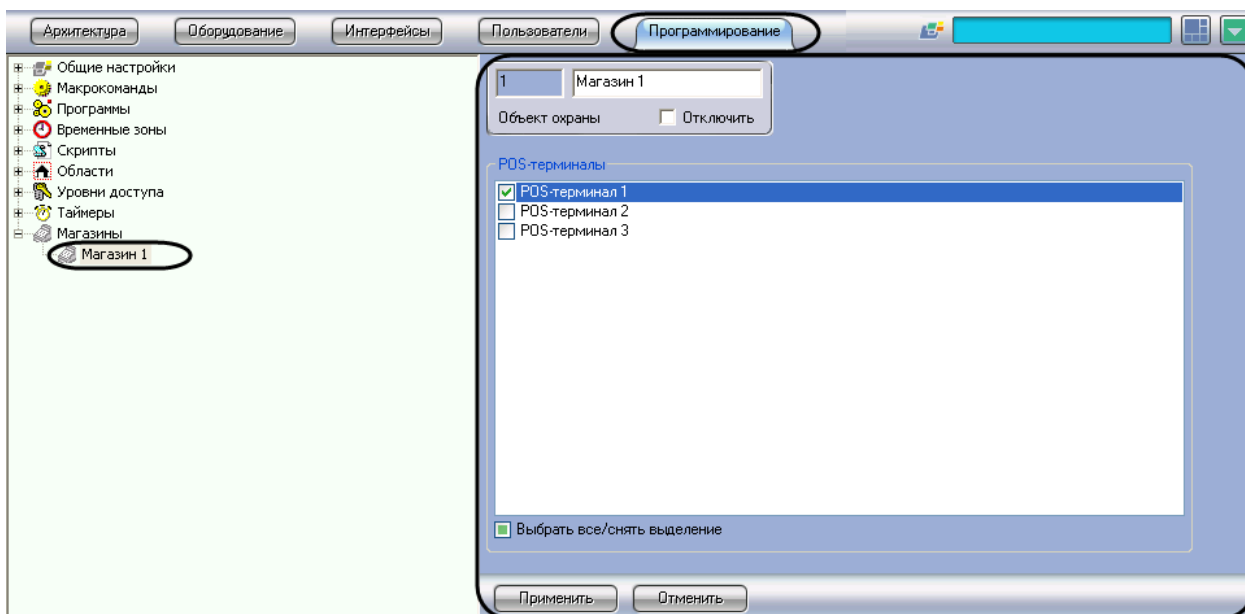 Архитектура Оборудование Интерфейсы Пользователи Программирование
Общие настройки
Макрокоманды
Программы
Временные зоны
Скрипты
Области
Уровни доступа
Таймеры
Магазины
Магазин 1
1 Магазин 1
Объект охраны Отключить
POS-терминалы
POS-терминал 1
POS-терминал 2
POS-терминал 3
Выбрать все/снять выделение
Применить Отменить